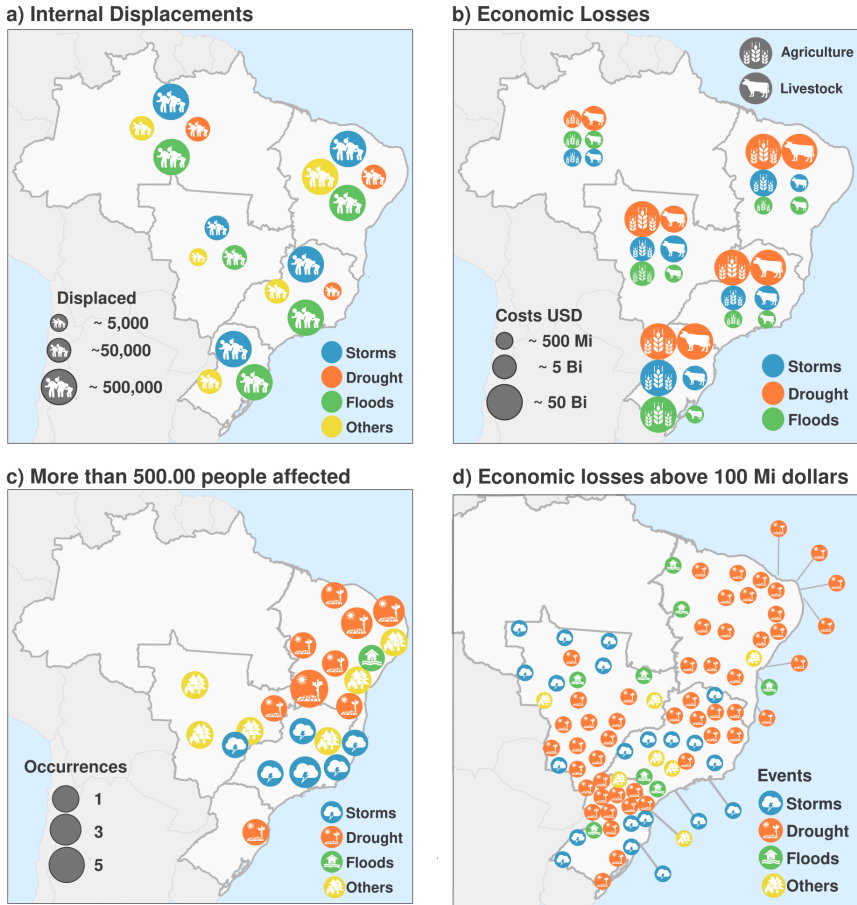 a) Internal Displacements
Displaced
~ 5,000
~50,000
~ 500,000
Storms
Drought
Floods
Others
b) Economic Losses
Agriculture
Livestock
Costs USD
~ 500 Mi
~ 5 Bi
~ 50 Bi
Storms
Drought
Floods
c) More than 500.00 people affected
Occurrences
1
3
5
Storms
Drought
Floods
Others
d) Economic losses above 100 Mi dollars
Events
Storms
Drought
Floods
Others